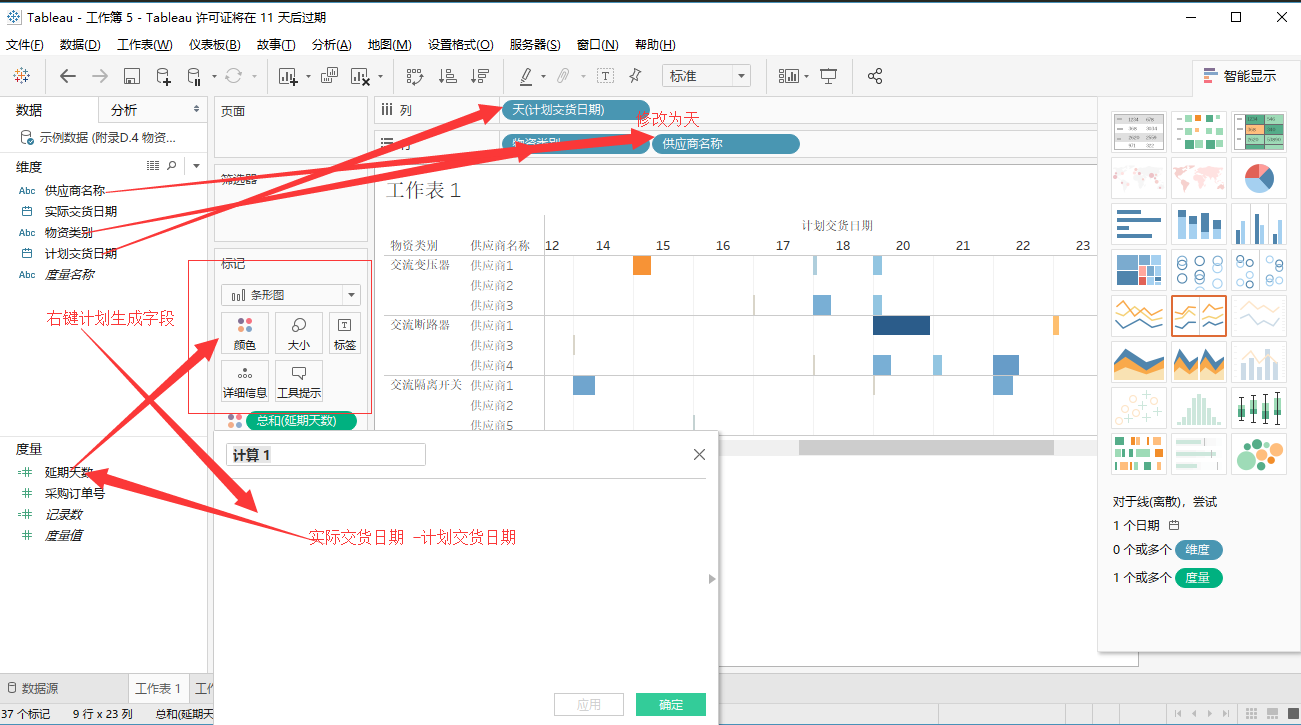 Tableau - 工作簿 5 - Tableau 许可证将在 11 天后过期
文件(F) 数据(D) 工作表(W) 仪表板(B) 故事(T) 分析(A) 地图(M) 设置格式(O) 服务器(S) 窗口(N) 帮助(H)
标准
智能显示
数据 分析
示例数据 (附录D.4 物资...
维度
Abc 供应商名称
实际交货日期
Abc 物资类别
计划交货日期
Abc 度量名称
右键计划生成字段
度量
延期天数
采购订单号
记录数
度量值
页面
筛选器
标记
条形图
颜色 大小 标签
详细信息 工具提示
总和(延期天数)
列
天(计划交货日期)
修改为天
行
物资类别 供应商名称
工作表 1
计划交货日期
物资类别 供应商名称 12 14 15 16 17 18 20 21 22 23
交流变压器 供应商1
供应商2
供应商3
交流断路器 供应商1
供应商3
供应商4
交流隔离开关 供应商1
供应商2
供应商5
计算 1
实际交货日期 -计划交货日期
应用 确定
对于线(离散)，尝试
1 个日期
0 个或多个 维度
1 个或多个 度量
数据源 工作表 1 工作
37 个标记 9 行 x 23 列 总和(延期天